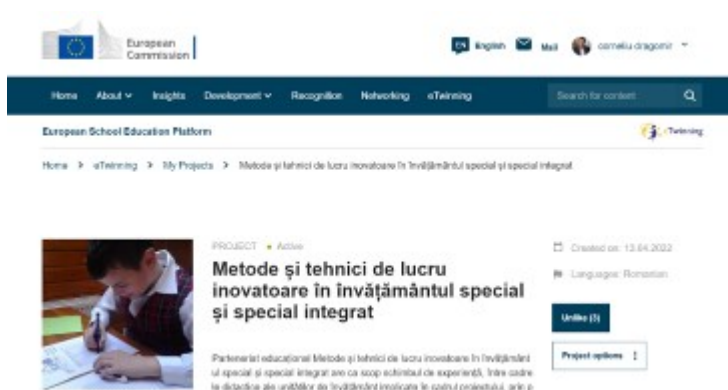 European
Commission
EN English Mail corneliu dragomir
Home About Insights Development Recognition Networking eTwinning
Search for content
European School Education Platform
eTwinning
Home > eTwinning > My Projects > Metode și tehnici de lucru inovatoare în învățământul special și special integrat
PROJECT Active
Metode și tehnici de lucru
inovatoare în învățământul special
și special integrat
Created on: 13.04.2022
Languages: Romanian
Unlike (3)
Project options
Parteneriat educațional Metode și tehnici de lucru inovatoare în învățământ
ul special și special integrat are ca scop schimbul de experiență, între cadre
le didactice ale unităților de învățământ implicate în cadrul proiectului, prin p